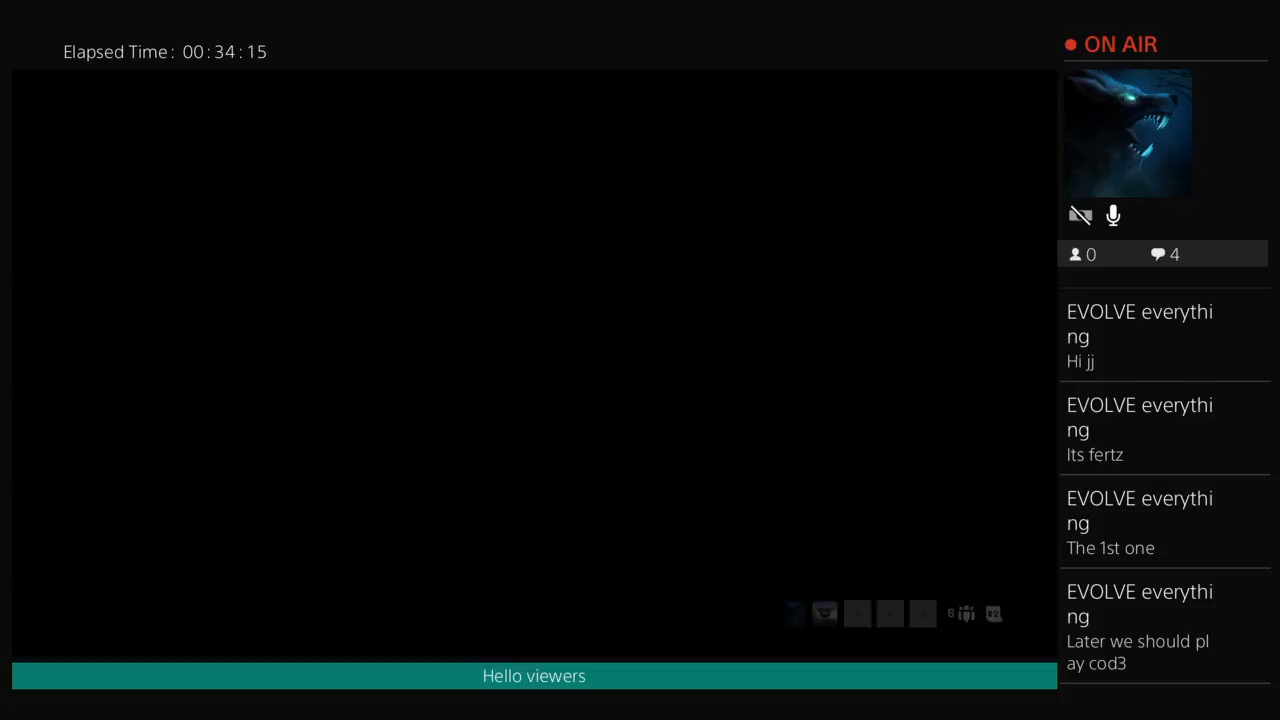 Elapsed Time: 00:34:15
ON AIR
0 4
EVOLVE everythi
ng
Hi jj
EVOLVE everythi
ng
Its fertz
EVOLVE everythi
ng
The 1st one
EVOLVE everythi
ng
Later we should pl
ay cod3
Hello viewers